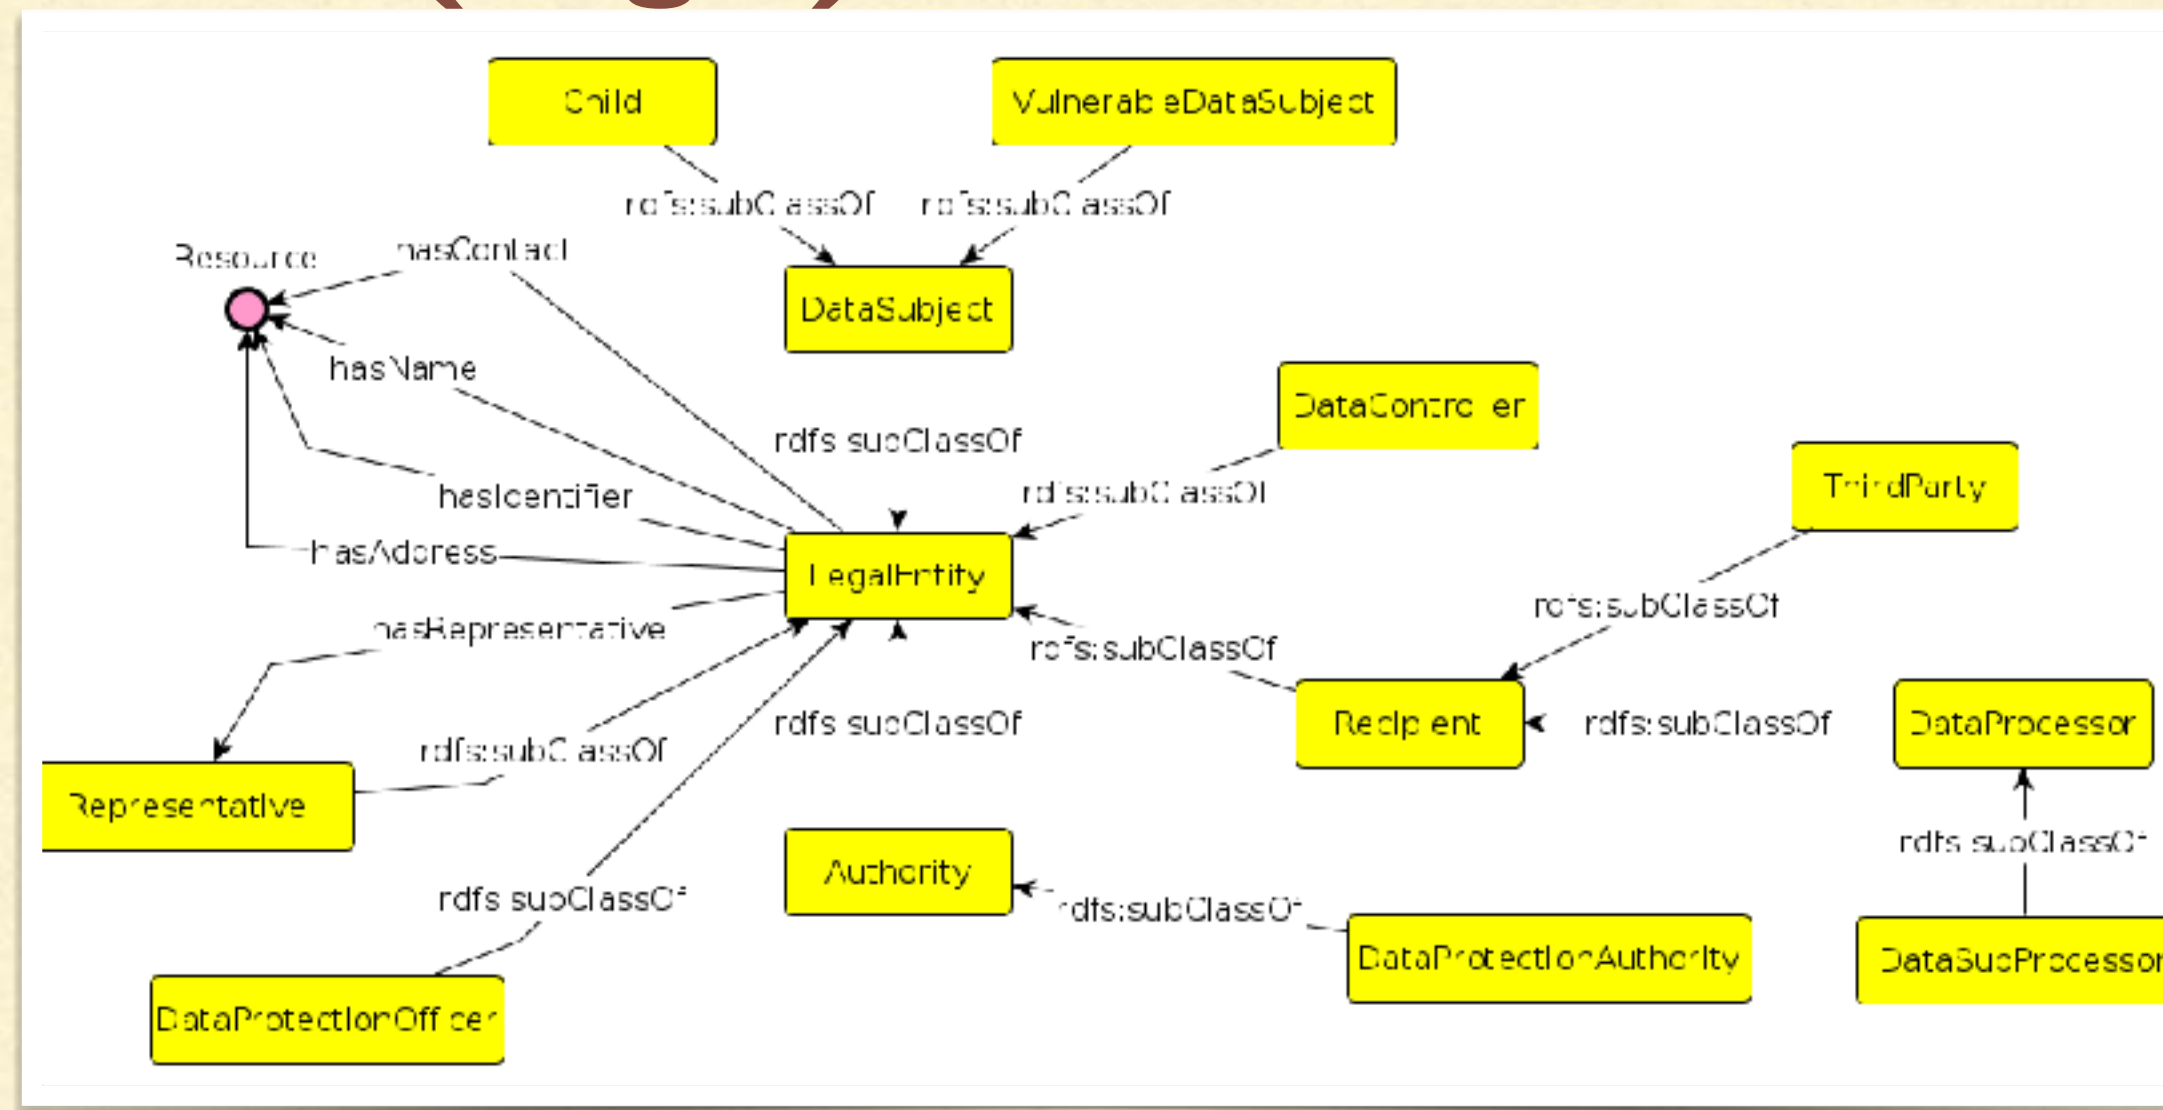 Child
VulnerableDataSubject
rdfs:subClassOf
rdfs:subClassOf
Resource
hasContact
DataSubject
hasName
DataController
rdfs:subClassOf
ThirdParty
hasIdentifier
rdfs:subClassOf
hasAddress
LegalEntity
rdfs:subClassOf
hasRepresentative
rdfs:subClassOf
rdfs:subClassOf
Recipient
rdfs:subClassOf
DataProcessor
rdfs:subClassOf
Representative
rdfs:subClassOf
Authority
rdfs:subClassOf
rdfs:subClassOf
DataProtectionAuthority
DataSubProcessor
DataProtectionOfficer